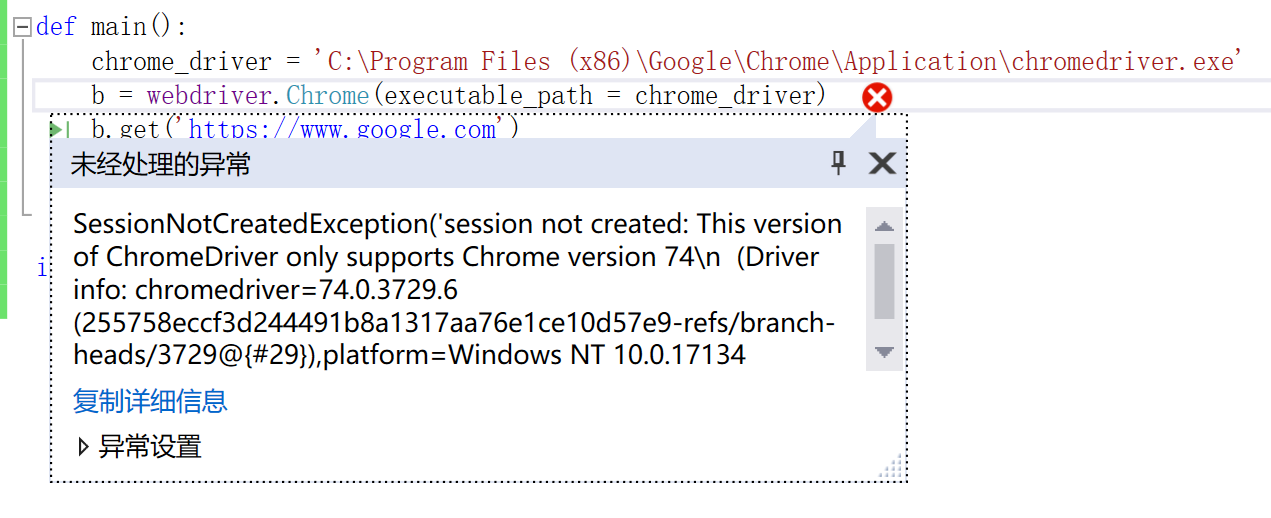 def main():
chrome_driver = 'C:\Program Files (x86)\Google\Chrome\Application\chromedriver.exe'
b = webdriver.Chrome(executable_path = chrome_driver)
b.get('https://www.google.com')
未经处理的异常
SessionNotCreatedException('session not created: This version
of ChromeDriver only supports Chrome version 74\n  (Driver
i
info: chromedriver=74.0.3729.6
(255758eccf3d244491b8a1317aa76e1ce10d57e9-refs/branch-
heads/3729@{#29}),platform=Windows NT 10.0.17134
复制详细信息
异常设置